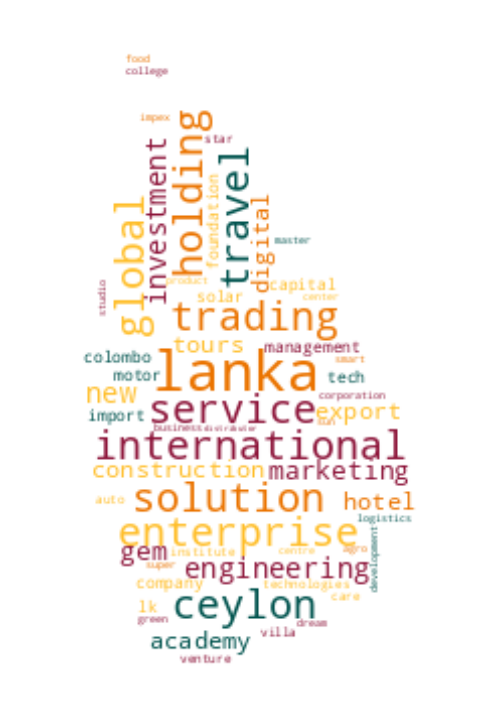 food
college
impex
star
holding
investment
travel
foundation
global
digital
master
studio
product
capital
solar
center
trading
tours
management
colombo
lanka
smart
motor
tech
new
corporation
import
service
export
sun
business
distributor
international
construction
marketing
auto
solution
hotel
logistics
enterprise
development
gem
institute
centre
agro
super
engineering
company
technologies
care
lk
ceylon
green
dream
academy
villa
venture